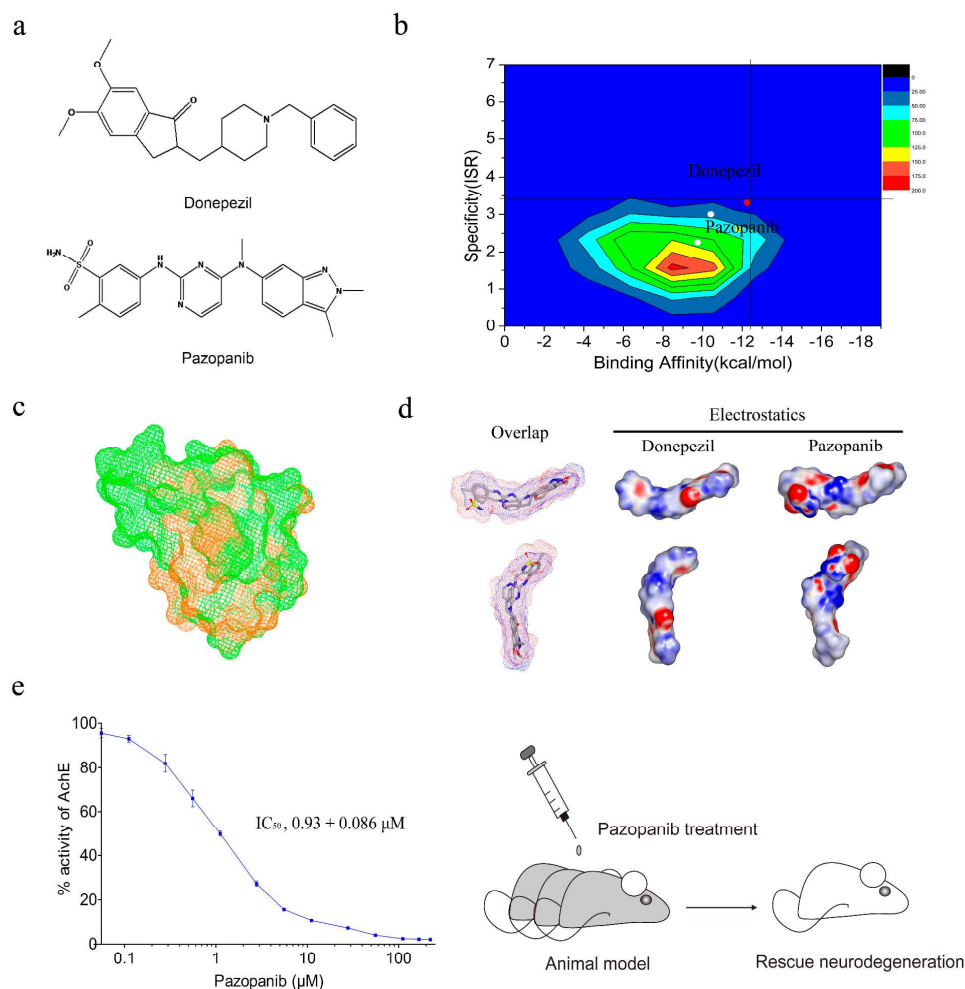 a
O
O
O
N
Donepezil
H₂N
O
S
O
H
N
N
N
N
N
N
Pazopanib
b
Specificity(ISR)
7
6
5
4
3
2
1
0
Donepezil
Pazopanib
0
-2
-4
-6
-8
-10
-12
-14
-16
-18
Binding Affinity(kcal/mol)
0
25.00
50.00
75.00
100.0
125.0
150.0
175.0
200.0
c
d
Overlap
Electrostatics
Donepezil
Pazopanib
e
% activity of AchE
100
80
60
40
20
0
IC₅₀, 0.93 + 0.086 μM
0.1
1
10
100
Pazopanib (μM)
Pazopanib treatment
Animal model
Rescue neurodegeneration